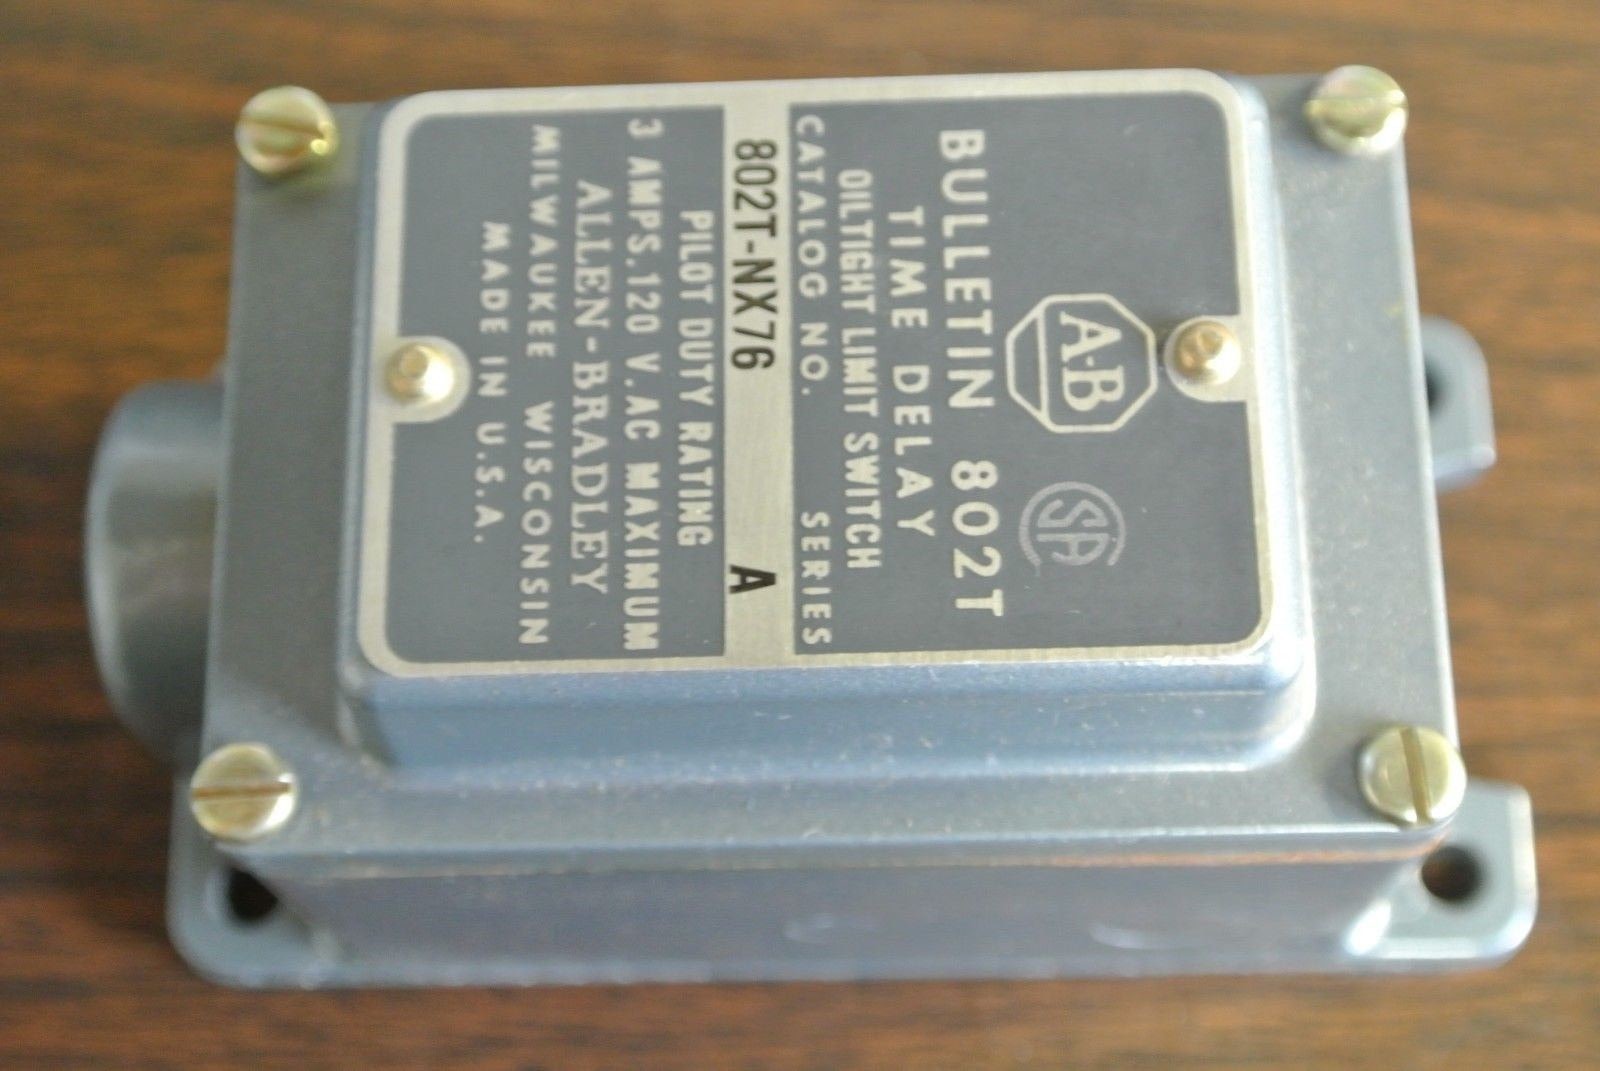 A-B
SA
BULLETIN 802T
TIME DELAY
OILTIGHT LIMIT SWITCH
CATALOG NO. SERIES
802T-NX76 A
PILOT DUTY RATING
3 AMPS, 120 V. AC MAXIMUM
ALLEN-BRADLEY
MILWAUKEE WISCONSIN
MADE IN U.S.A.